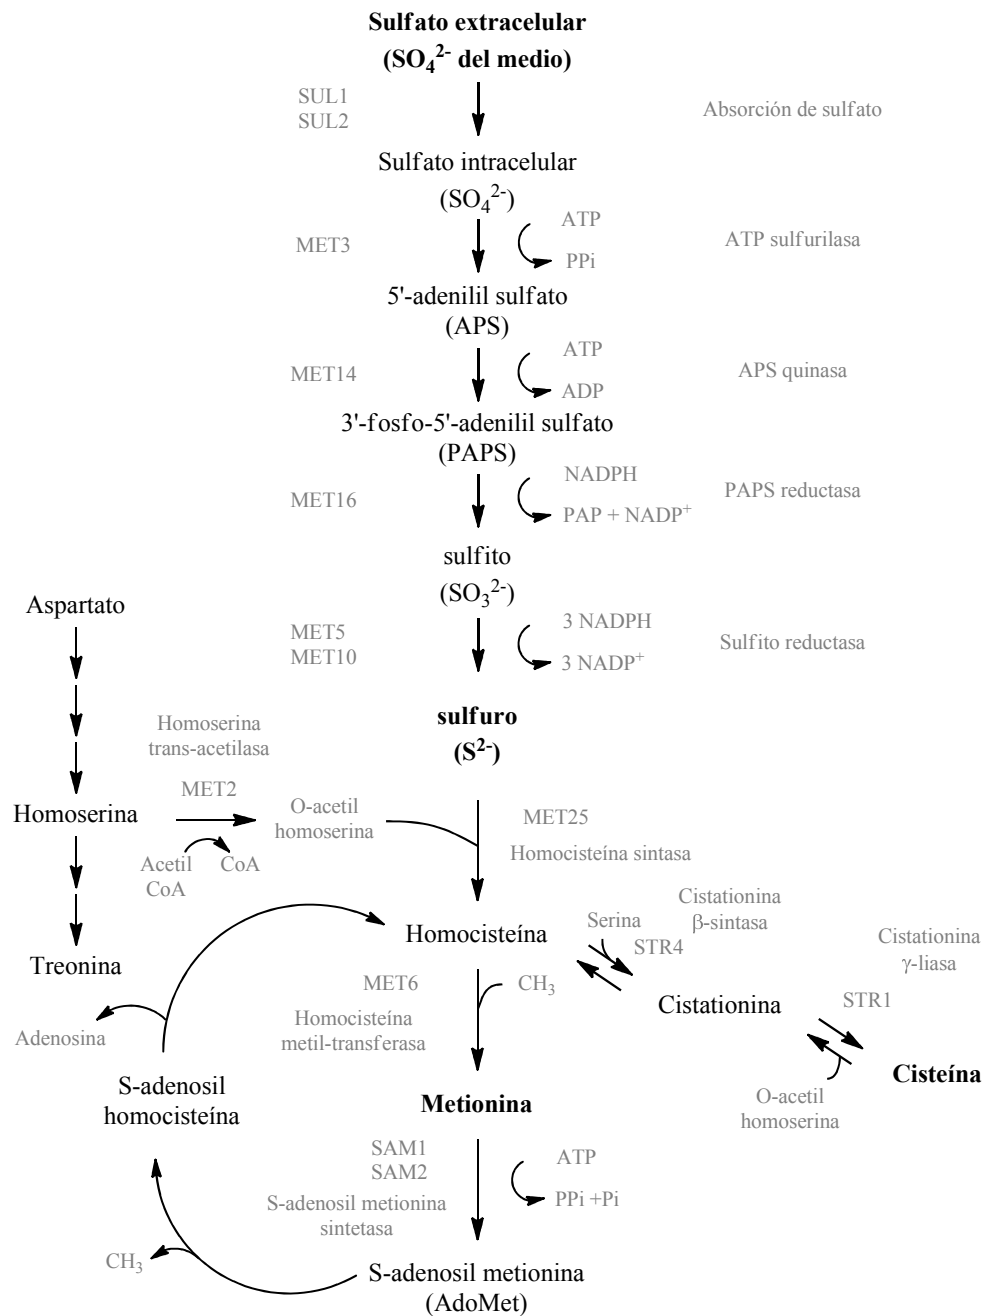 Sulfato extracelular
(SO₄²⁻ del medio)
SUL1
SUL2
Absorción de sulfato
Sulfato intracelular
(SO₄²⁻)
ATP
MET3
ATP sulfurilasa
PPi
5'-adenilil sulfato
(APS)
ATP
MET14
APS quinasa
ADP
3'-fosfo-5'-adenilil sulfato
(PAPS)
NADPH
MET16
PAPS reductasa
PAP + NADP⁺
sulfito
(SO₃²⁻)
Aspartato
MET5
MET10
3 NADPH
3 NADP⁺
Sulfito reductasa
sulfuro
(S²⁻)
Homoserina
trans-acetilasa
MET2
Homoserina
O-acetil
homoserina
MET25
Homocisteína sintasa
Acetil
CoA
CoA
Homocisteína
Serina
Cistationina
β-sintasa
STR4
Cistationina
γ-liasa
Treonina
MET6
CH₃
Cistationina
STR1
Homocisteína
metil-transferasa
Adenosina
Cisteína
S-adenosil
homocisteína
Metionina
O-acetil
homoserina
SAM1
SAM2
ATP
S-adenosil metionina
sintetasa
PPi +Pi
CH₃
S-adenosil metionina
(AdoMet)